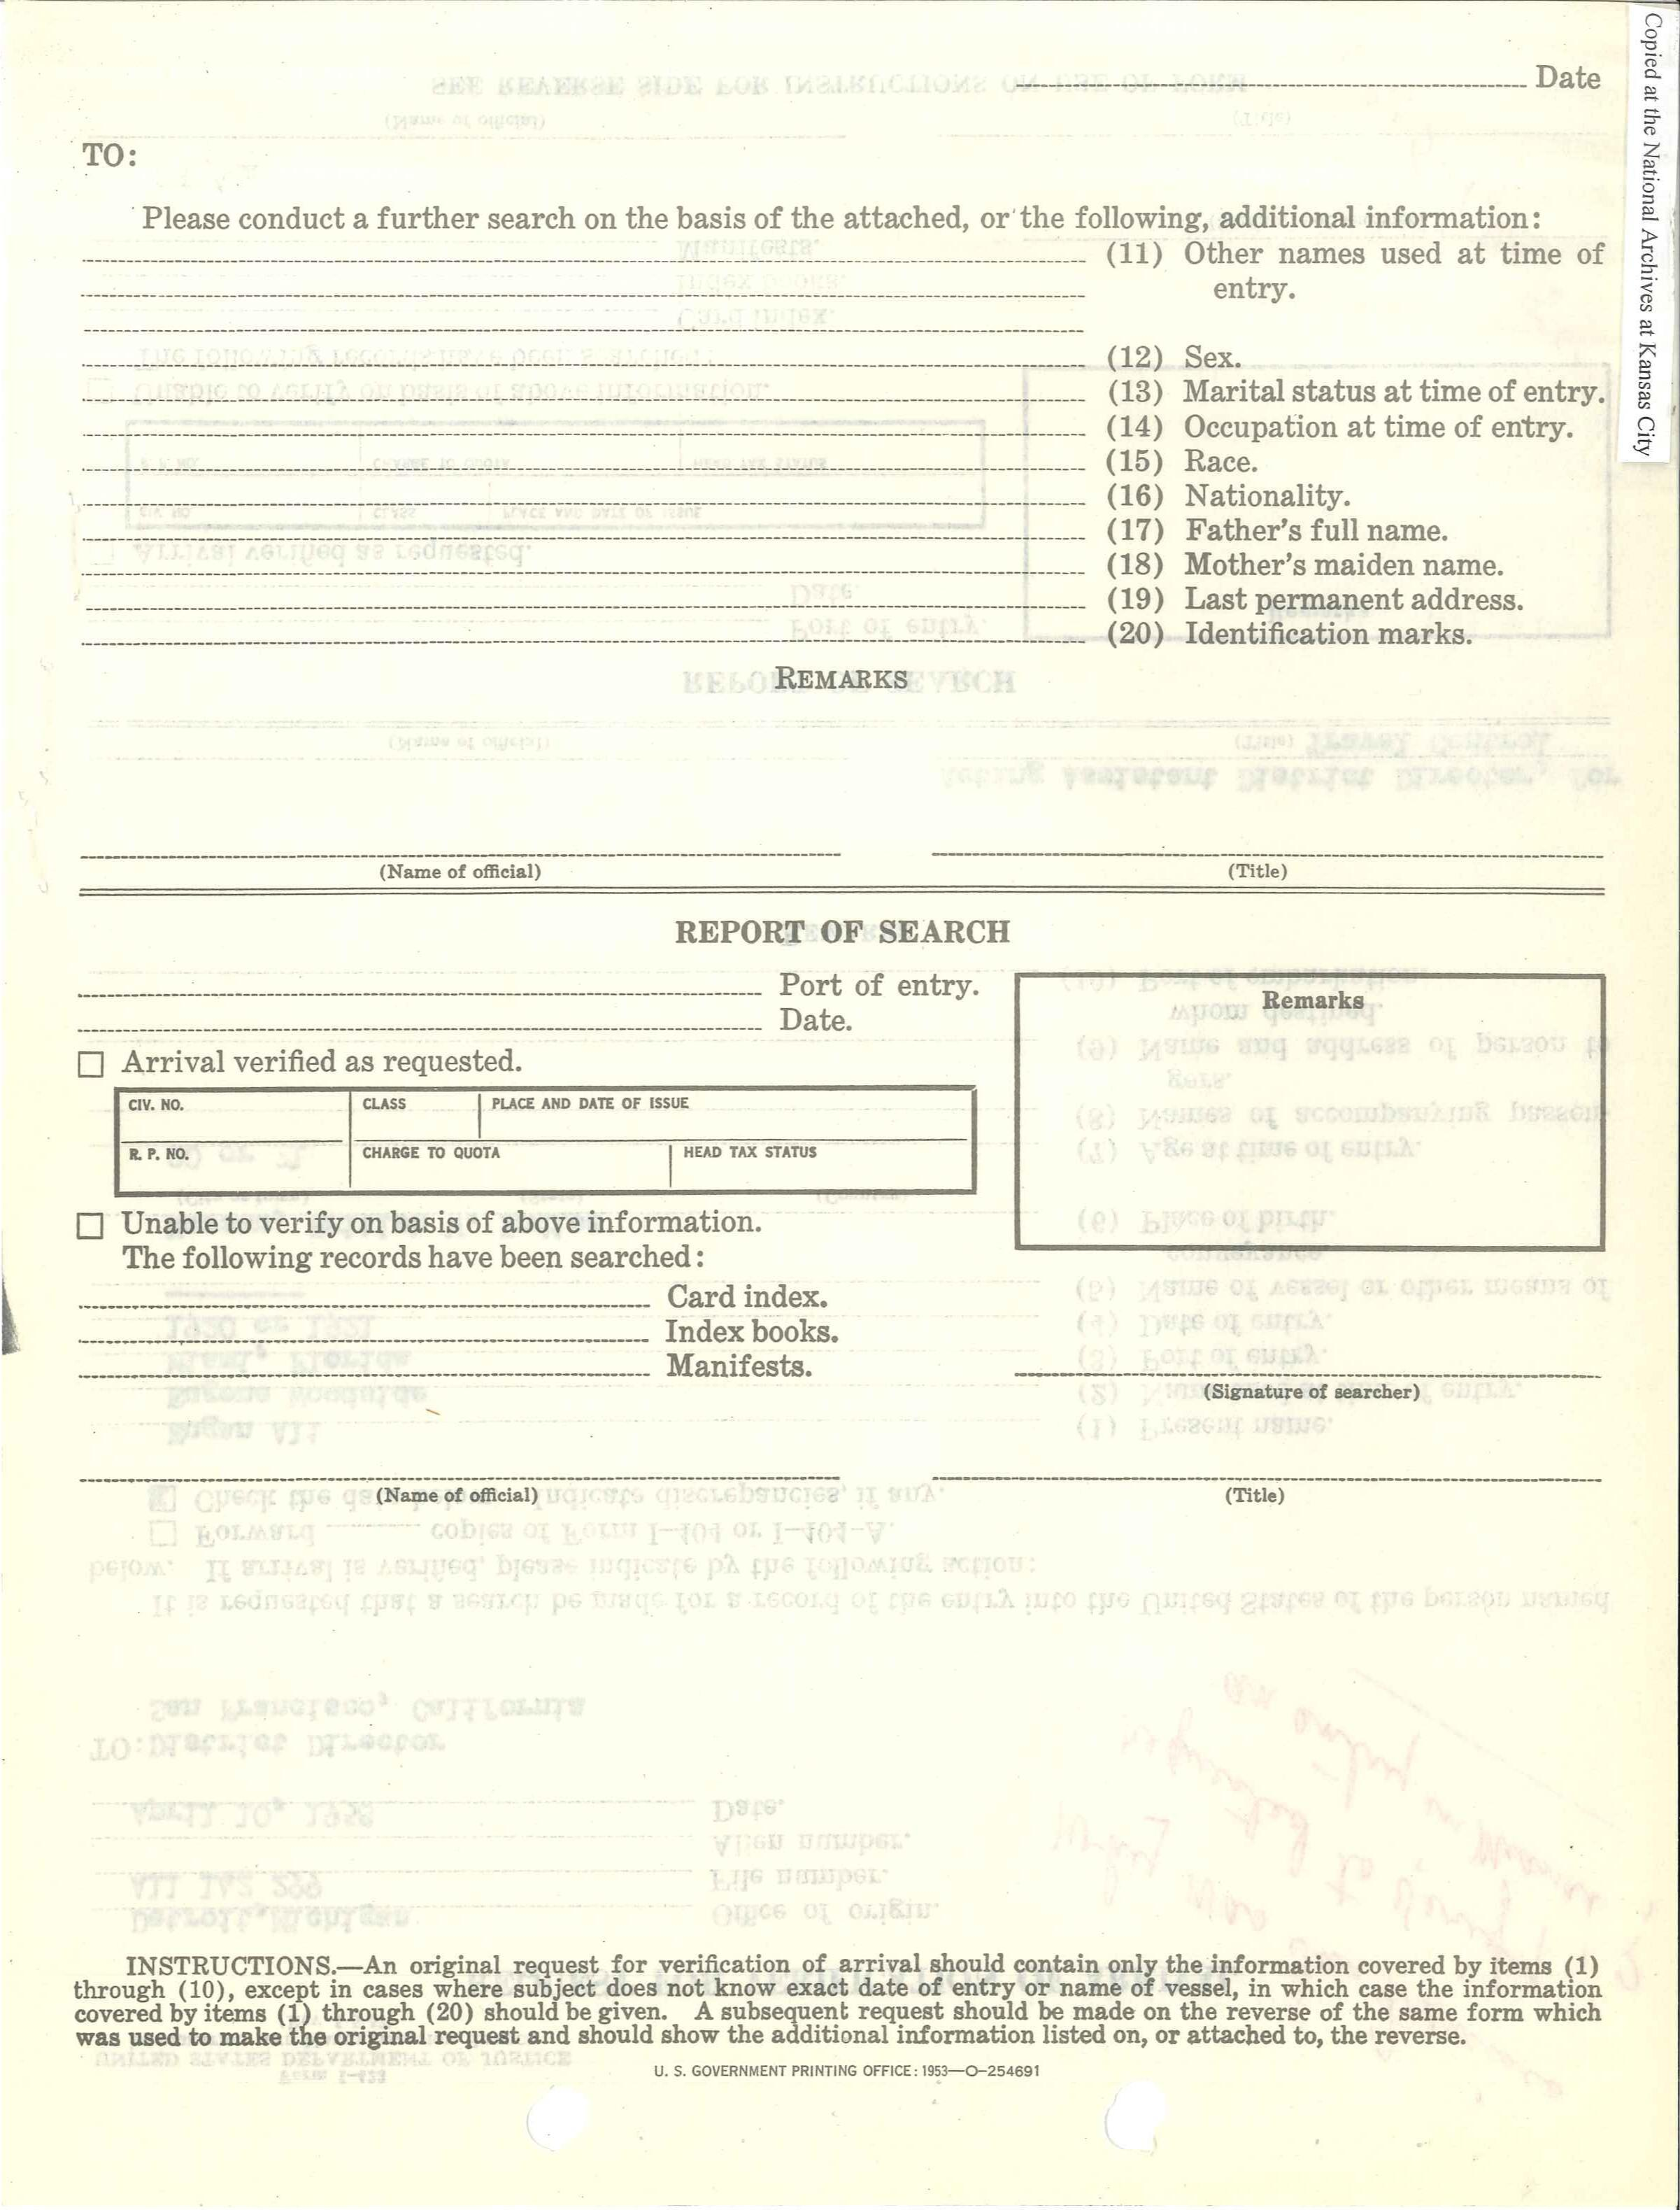 Date
Copied at the National Archives at Kansas City
TO:
Please conduct a further search on the basis of the attached, or the following, additional information:
(11) Other names used at time of
entry.
(12) Sex.
(13) Marital status at time of entry.
(14) Occupation at time of entry.
(15) Race.
(16) Nationality.
(17) Father's full name.
(18) Mother's maiden name.
(19) Last permanent address.
(20) Identification marks.
REMARKS
(Name of official) (Title)
REPORT OF SEARCH
Port of entry.
Date.
Remarks
☐ Arrival verified as requested.
CIV. NO. CLASS PLACE AND DATE OF ISSUE
R. P. NO. CHARGE TO QUOTA HEAD TAX STATUS
☐ Unable to verify on basis of above information.
The following records have been searched:
Card index.
Index books.
Manifests.
(Signature of searcher)
(Name of official) (Title)
INSTRUCTIONS.—An original request for verification of arrival should contain only the information covered by items (1)
through (10), except in cases where subject does not know exact date of entry or name of vessel, in which case the information
covered by items (1) through (20) should be given. A subsequent request should be made on the reverse of the same form which
was used to make the original request and should show the additional information listed on, or attached to, the reverse.
U. S. GOVERNMENT PRINTING OFFICE: 1953—O-254691